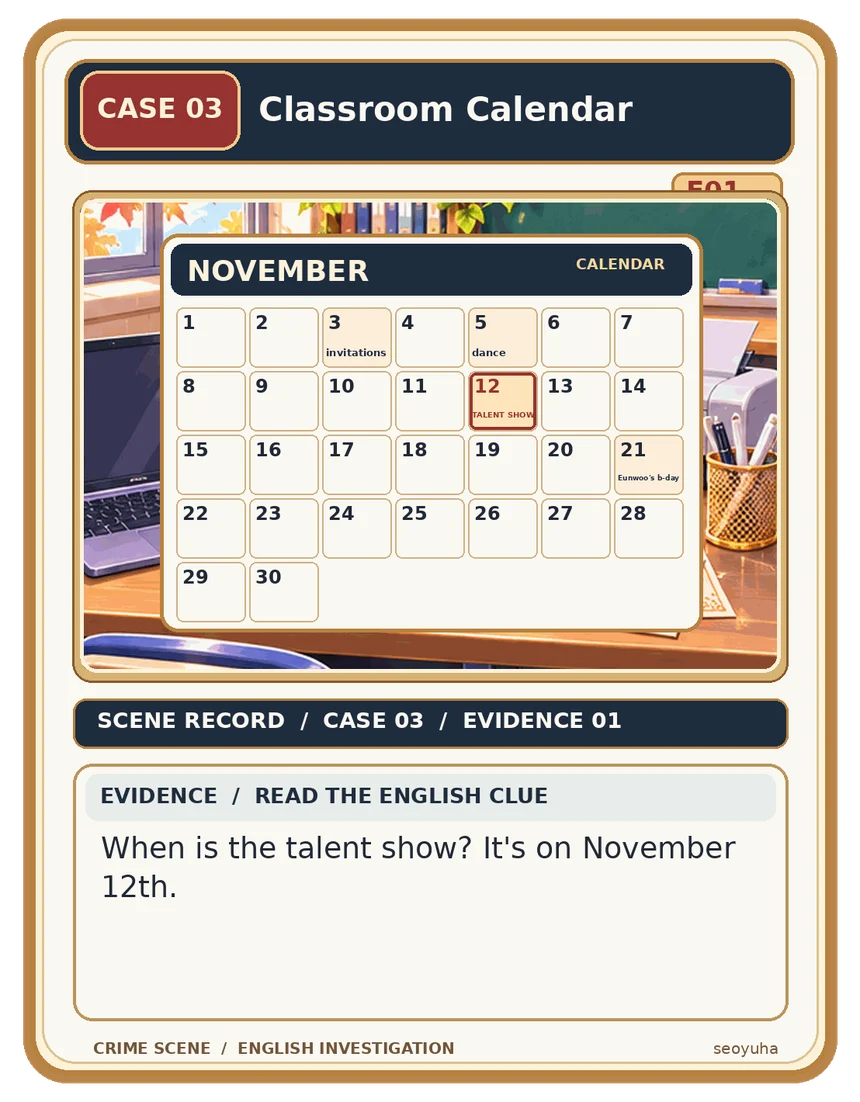 CASE 03
Classroom Calendar
E01
NOVEMBER
CALENDAR
1 2 3 4 5 6 7
invitations dance
8 9 10 11 12 13 14
TALENT SHOW
15 16 17 18 19 20 21
Eunwoo's b-day
22 23 24 25 26 27 28
29 30
SCENE RECORD / CASE 03 / EVIDENCE 01
EVIDENCE / READ THE ENGLISH CLUE
When is the talent show? It's on November
12th.
CRIME SCENE / ENGLISH INVESTIGATION
seoyuha